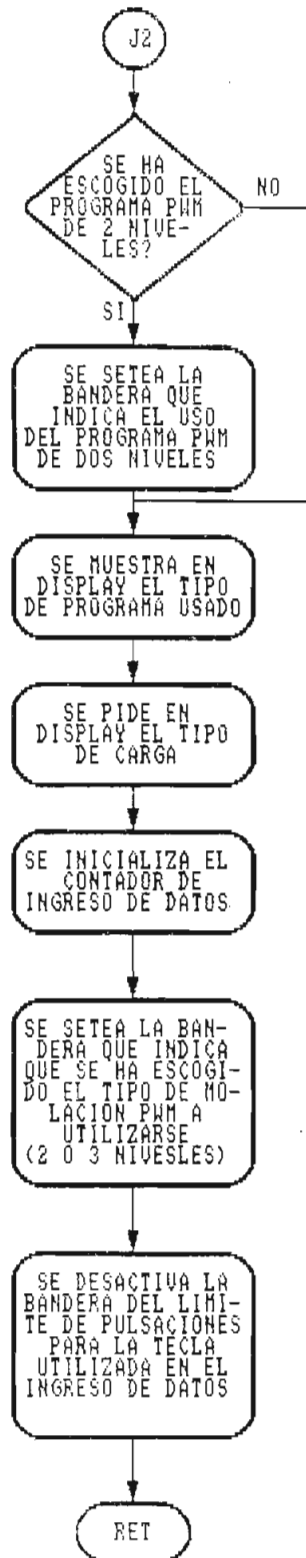 J2
SE HA
ESCOGIDO EL
PROGRAMA PWM
DE 2 NIVE-
LES?
NO
SI
SE SETEA LA
BANDERA QUE
INDICA EL USO
DEL PROGRAMA PWM
DE DOS NIVELES
SE MUESTRA EN
DISPLAY EL TIPO
DE PROGRAMA USADO
SE PIDE EN
DISPLAY EL TIPO
DE CARGA
SE INICIALIZA EL
CONTADOR DE
INGRESO DE DATOS
SE SETEA LA BAN-
DERA QUE INDICA
QUE SE HA ESCOGI-
DO EL TIPO DE MO-
LACIÓN PWM A
UTILIZARSE
(2 O 3 NIVESLES)
SE DESACTIVA LA
BANDERA DEL LIMI-
TE DE PULSACIONES
PARA LA TECLA
UTILIZADA EN EL
INGRESO DE DATOS
RET